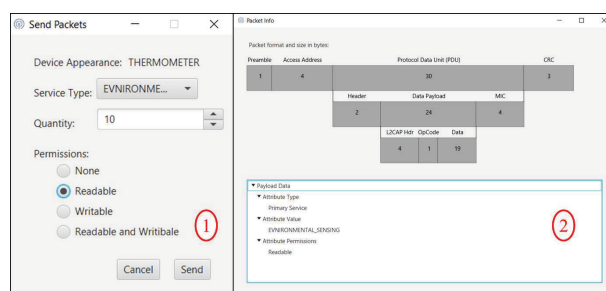 Send Packets
Device Appearance: THERMOMETER
Service Type: EVNIRONME...
Quantity: 10
Permissions:
None
Readable
Writable
Readable and Writibale
1
Cancel Send
Packet Info
Packet format and size in bytes:
Preamble Access Address Protocol Data Unit (PDU) CRC
1 4 30 3
Header Data Payload MIC
2 24 4
L2CAP Hdr OpCode Data
4 1 19
Payload Data
Attribute Type
Primary Service
Attribute Value
EVNIRONMENTAL_SENSING
Attribute Permissions
Readable
2